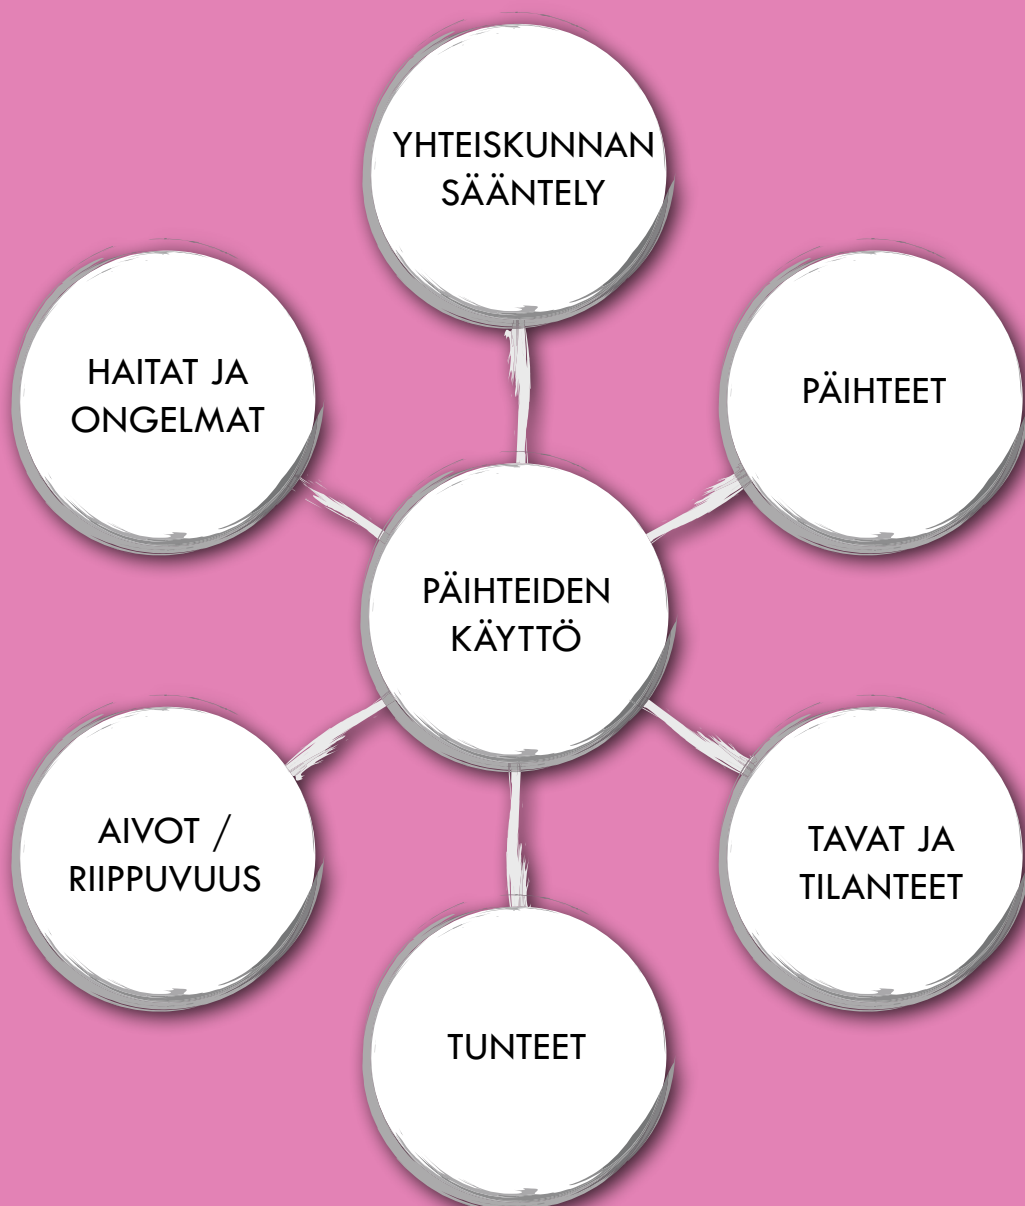 YHTEISKUNNAN
SÄÄNTELY
HAITAT JA
ONGELMAT
PÄIHTEET
PÄIHTEIDEN
KÄYTTÖ
AIVOT /
RIIPPUVUUS
TAVAT JA
TILANTEET
TUNTEET